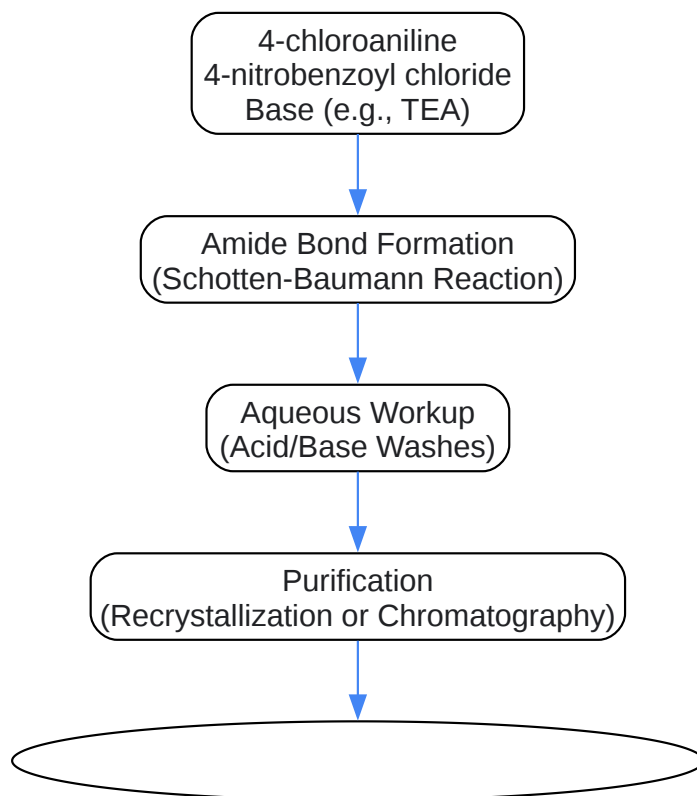 4-chloroaniline
4-nitrobenzoyl chloride
Base (e.g., TEA)
Amide Bond Formation
(Schotten-Baumann Reaction)
Aqueous Workup
(Acid/Base Washes)
Purification
(Recrystallization or Chromatography)